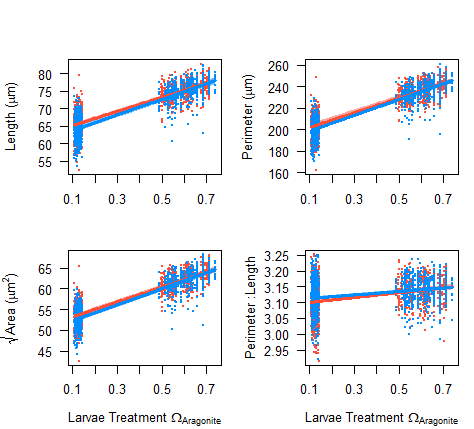 Length (µm)
80
75
70
65
60
55
0.1 0.3 0.5 0.7
Perimeter (µm)
260
240
220
200
180
160
0.1 0.3 0.5 0.7
√Area (µm²)
65
60
55
50
45
0.1 0.3 0.5 0.7
Larvae Treatment Ω_Aragonite
Perimeter : Length
3.25
3.20
3.15
3.10
3.05
3.00
2.95
0.1 0.3 0.5 0.7
Larvae Treatment Ω_Aragonite